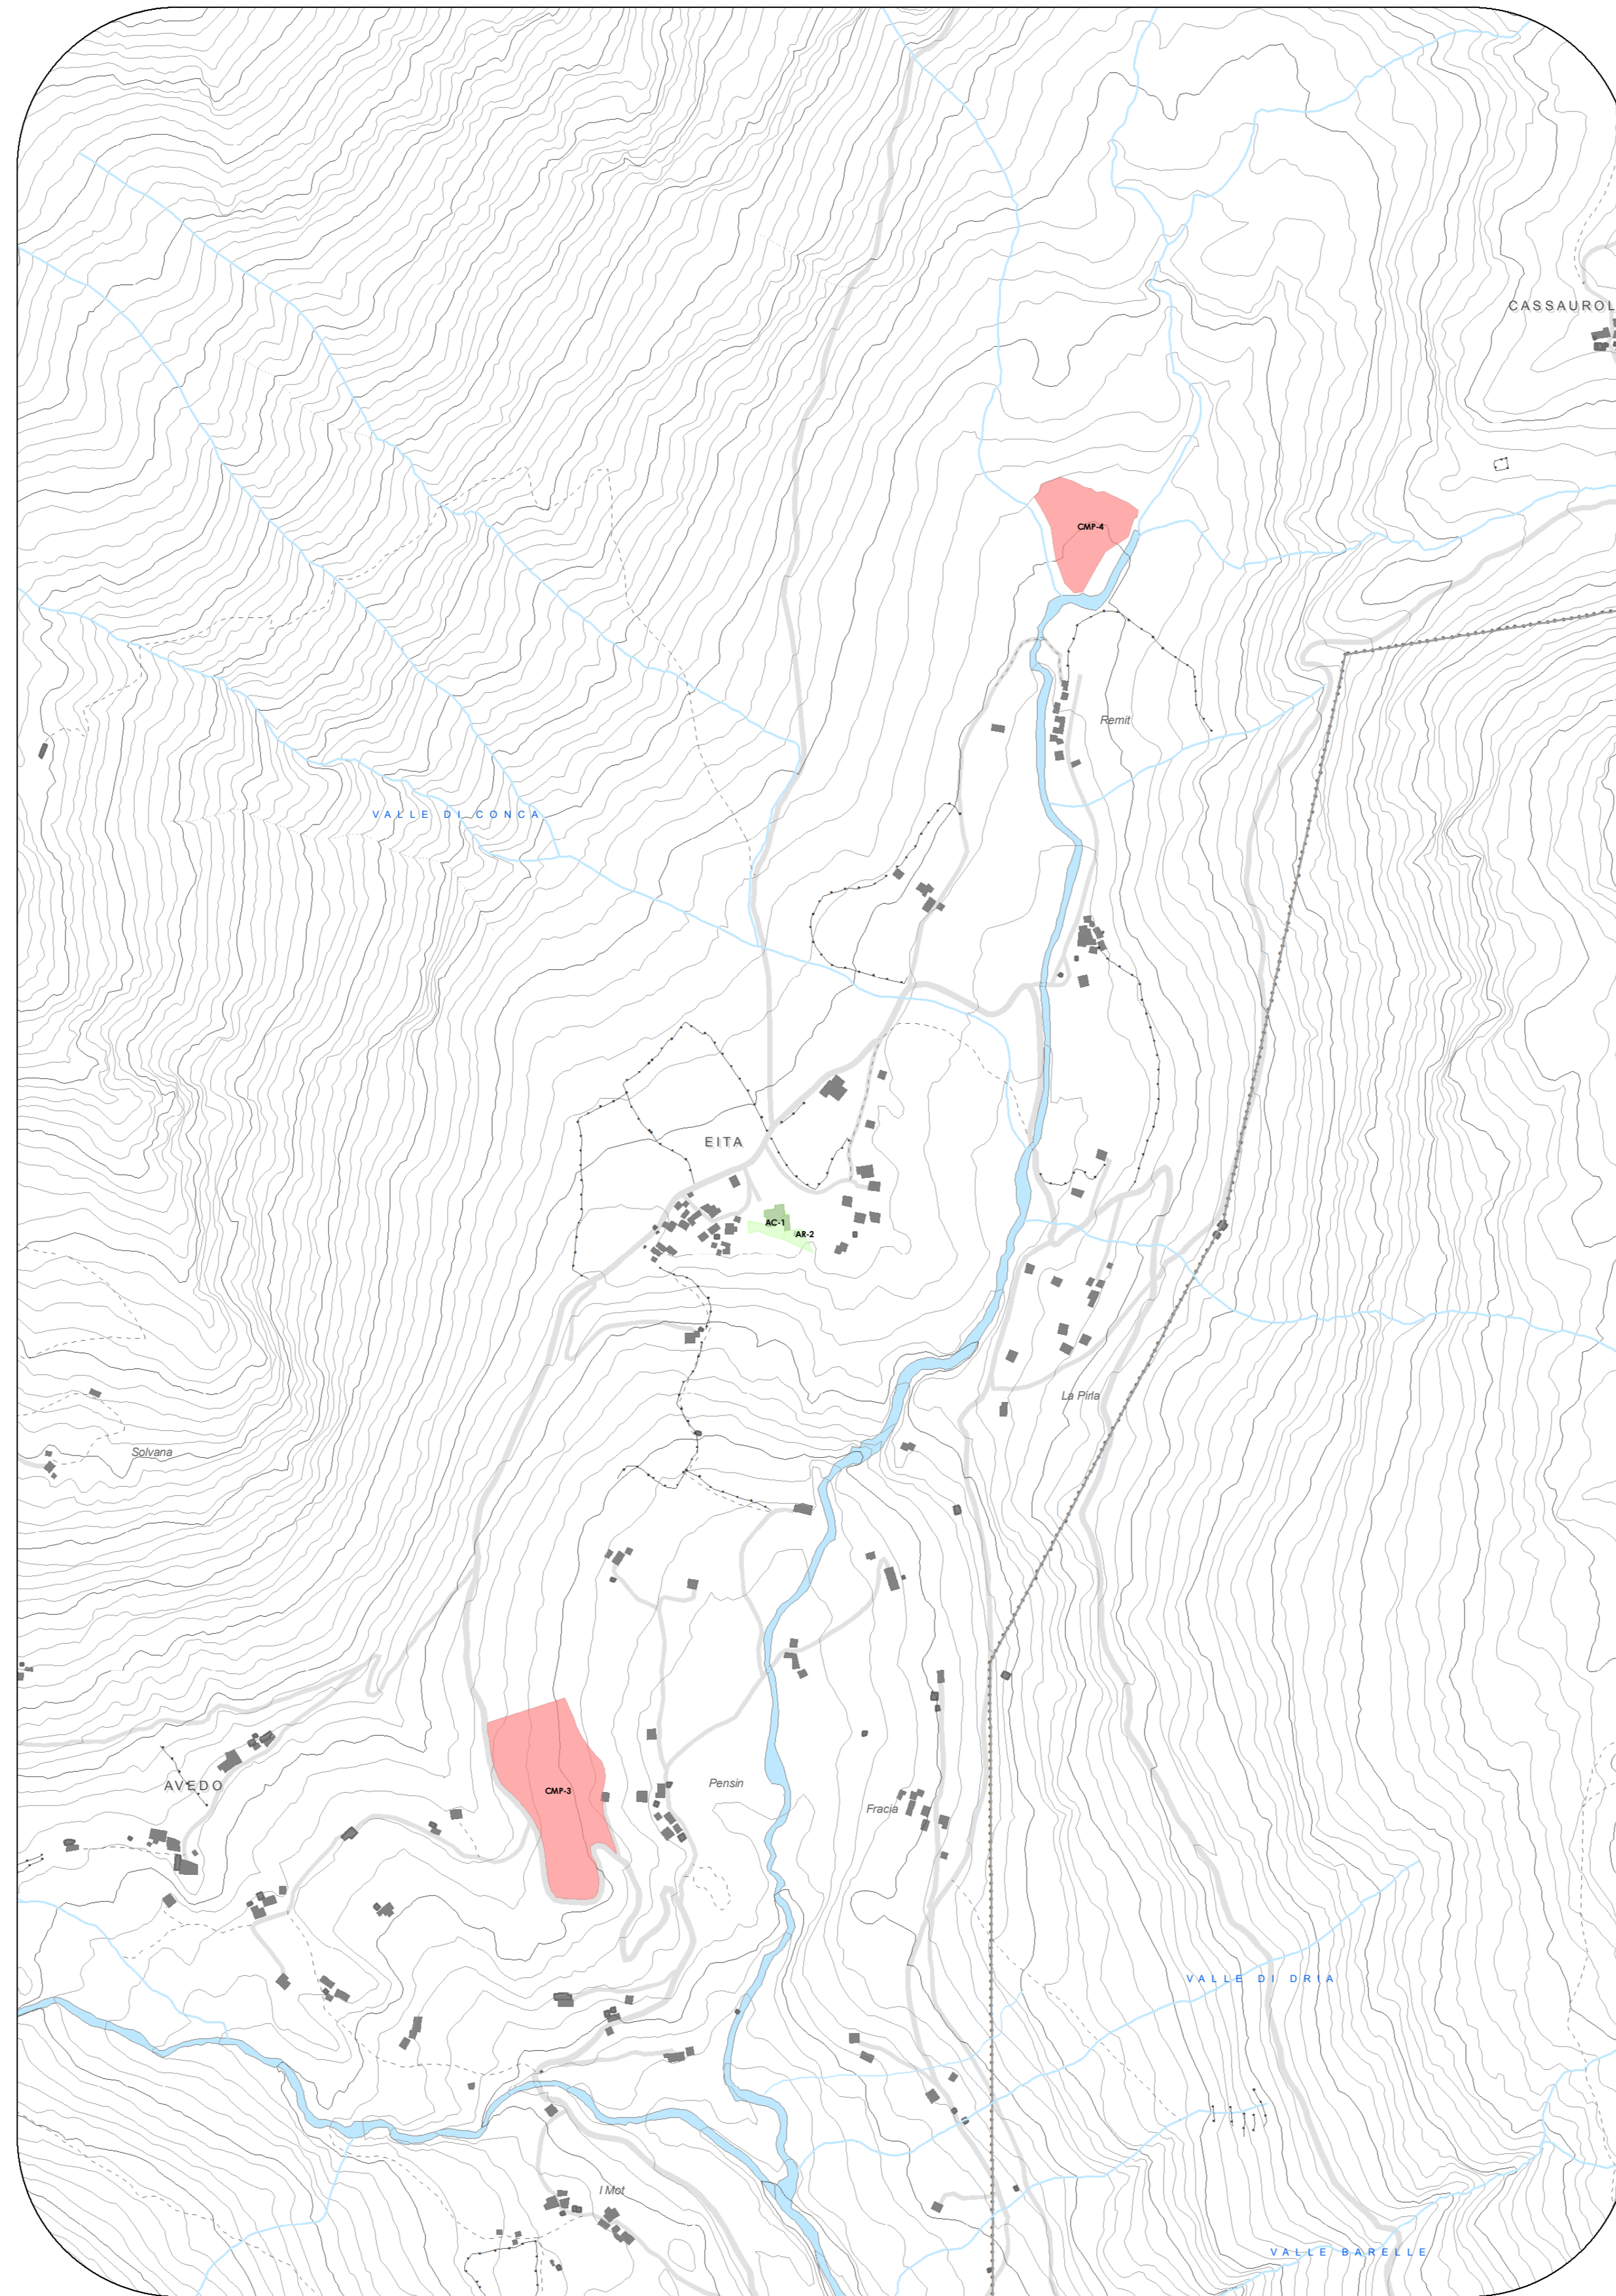 CASSAUROL
CMP-4
Remit
VALLE DI CONCA
EITA
AC-1
AR-2
La Pirla
Solvana
Pensin
AVEDO
CMP-3
Fracia
VALLE DI DRIA
I Mot
VALLE BARELLE